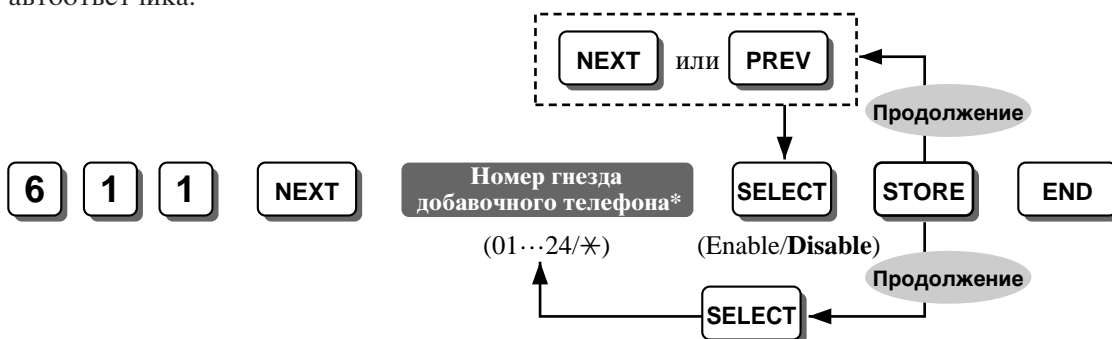 автоответчика.
NEXT или PREV
Продолжение
6 1 1 NEXT Номер гнезда добавочного телефона* SELECT STORE END
(01···24/✳) (Enable/Disable)
Продолжение
SELECT